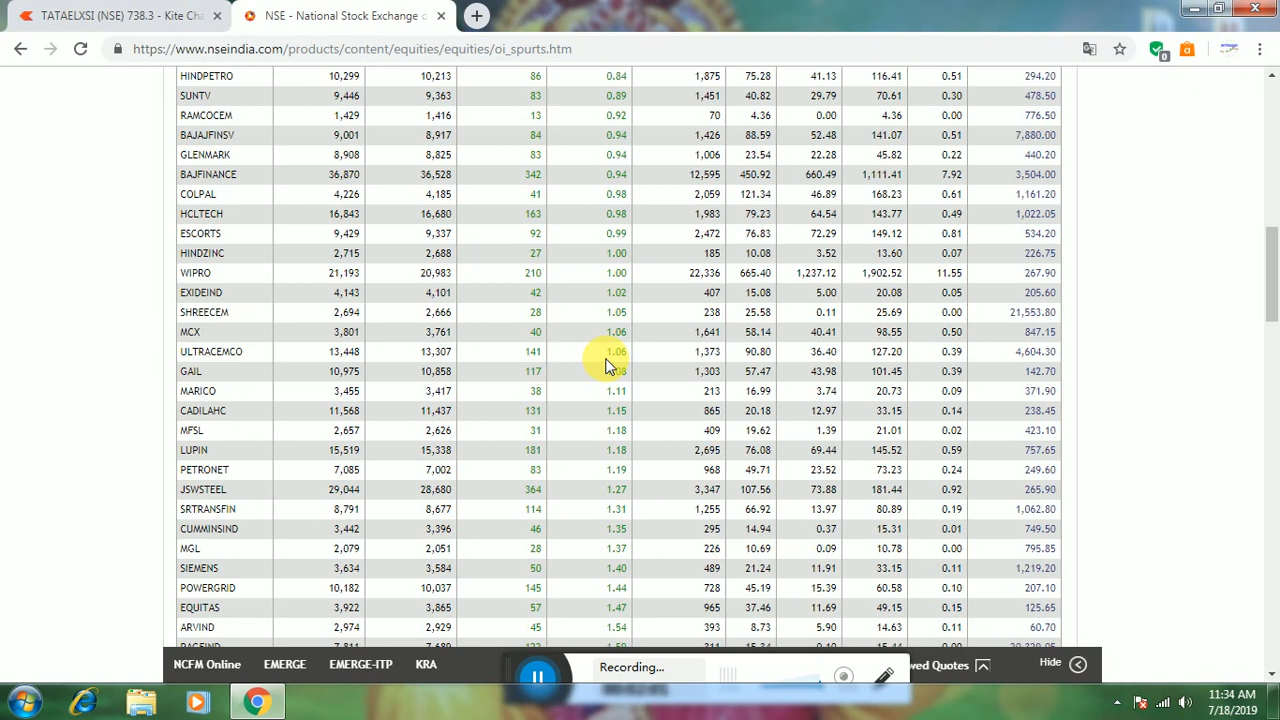 TATAELXSI (NSE) 738.3 - Kite Cha
NSE - National Stock Exchange o
https://www.nseindia.com/products/content/equities/equities/oi_spurts.htm
HINDPETRO 10,299 10,213 86 0.84 1,875 75.28 41.13 116.41 0.51 294.20
SUNTV 9,446 9,363 83 0.89 1,451 40.82 29.79 70.61 0.30 478.50
RAMCOCEM 1,429 1,416 13 0.92 70 4.36 0.00 4.36 0.00 776.50
BAJAJFINSV 9,001 8,917 84 0.94 1,426 88.59 52.48 141.07 0.51 7,880.00
GLENMARK 8,908 8,825 83 0.94 1,006 23.54 22.28 45.82 0.22 440.20
BAJFINANCE 36,870 36,528 342 0.94 12,595 450.92 660.49 1,111.41 7.92 3,504.00
COLPAL 4,226 4,185 41 0.98 2,059 121.34 46.89 168.23 0.61 1,161.20
HCLTECH 16,843 16,680 163 0.98 1,983 79.23 64.54 143.77 0.49 1,022.05
ESCORTS 9,429 9,337 92 0.99 2,472 76.83 72.29 149.12 0.81 534.20
HINDZINC 2,715 2,688 27 1.00 185 10.08 3.52 13.60 0.07 226.75
WIPRO 21,193 20,983 210 1.00 22,336 665.40 1,237.12 1,902.52 11.55 267.90
EXIDEIND 4,143 4,101 42 1.02 407 15.08 5.00 20.08 0.05 205.60
SHREECEM 2,694 2,666 28 1.05 238 25.58 0.11 25.69 0.00 21,553.80
MCX 3,801 3,761 40 1.06 1,641 58.14 40.41 98.55 0.50 847.15
ULTRACEMCO 13,448 13,307 141 1.06 1,373 90.80 36.40 127.20 0.39 4,604.30
GAIL 10,975 10,858 117 1,303 57.47 43.98 101.45 0.39 142.70
MARICO 3,455 3,417 38 1.11 213 16.99 3.74 20.73 0.09 371.90
CADILAHC 11,568 11,437 131 1.15 865 20.18 12.97 33.15 0.14 238.45
MFSL 2,657 2,626 31 1.18 409 19.62 1.39 21.01 0.02 423.10
LUPIN 15,519 15,338 181 1.18 2,695 76.08 69.44 145.52 0.59 757.65
PETRONET 7,085 7,002 83 1.19 968 49.71 23.52 73.23 0.24 249.60
JSWSTEEL 29,044 28,680 364 1.27 3,347 107.56 73.88 181.44 0.92 265.90
SRTRANSFIN 8,791 8,677 114 1.31 1,255 66.92 13.97 80.89 0.19 1,062.80
CUMMINSIND 3,442 3,396 46 1.35 295 14.94 0.37 15.31 0.01 749.50
MGL 2,079 2,051 28 1.37 226 10.69 0.09 10.78 0.00 795.85
SIEMENS 3,634 3,584 50 1.40 489 21.24 11.91 33.15 0.11 1,219.20
POWERGRID 10,182 10,037 145 1.44 728 45.19 15.39 60.58 0.10 207.10
EQUITAS 3,922 3,865 57 1.47 965 37.46 11.69 49.15 0.15 125.65
ARVIND 2,974 2,929 45 1.54 393 8.73 5.90 14.63 0.11 60.70
NCFM Online EMERGE EMERGE-ITP KRA Recording... wed Quotes Hide
11:34 AM
7/18/2019